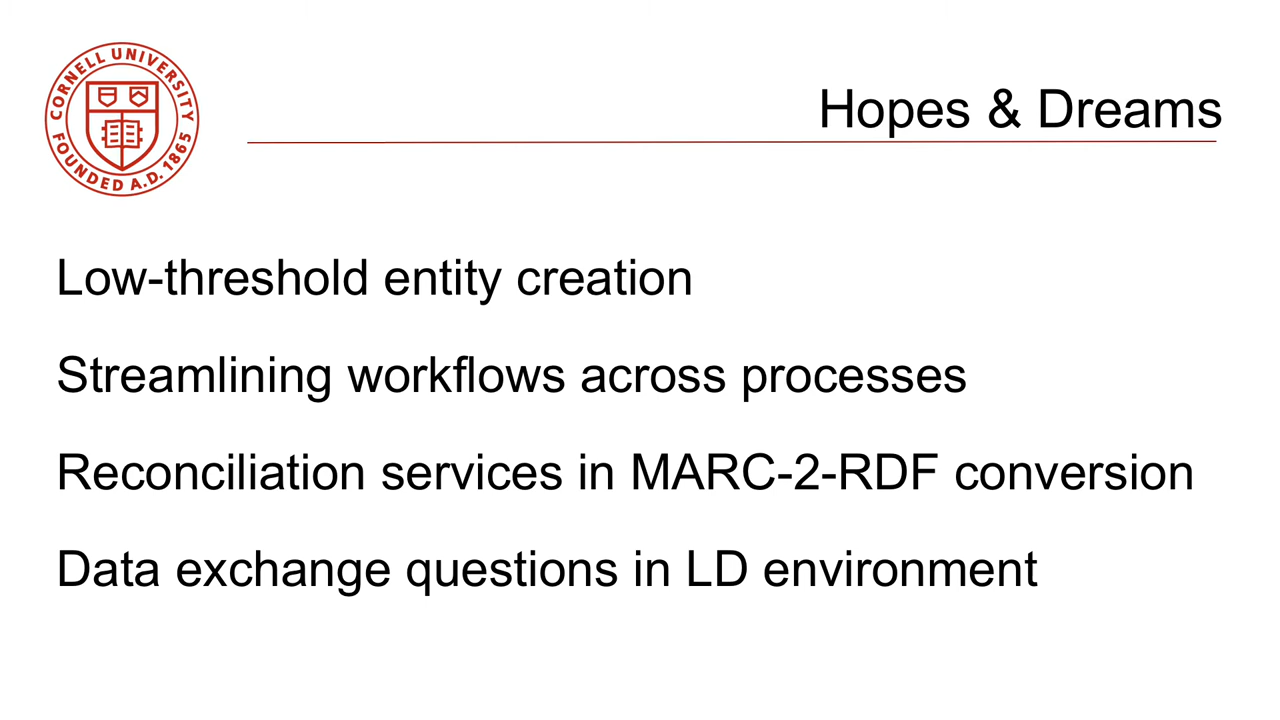 CORNELL UNIVERSITY
FOUNDED A.D. 1865
Hopes & Dreams
Low-threshold entity creation
Streamlining workflows across processes
Reconciliation services in MARC-2-RDF conversion
Data exchange questions in LD environment